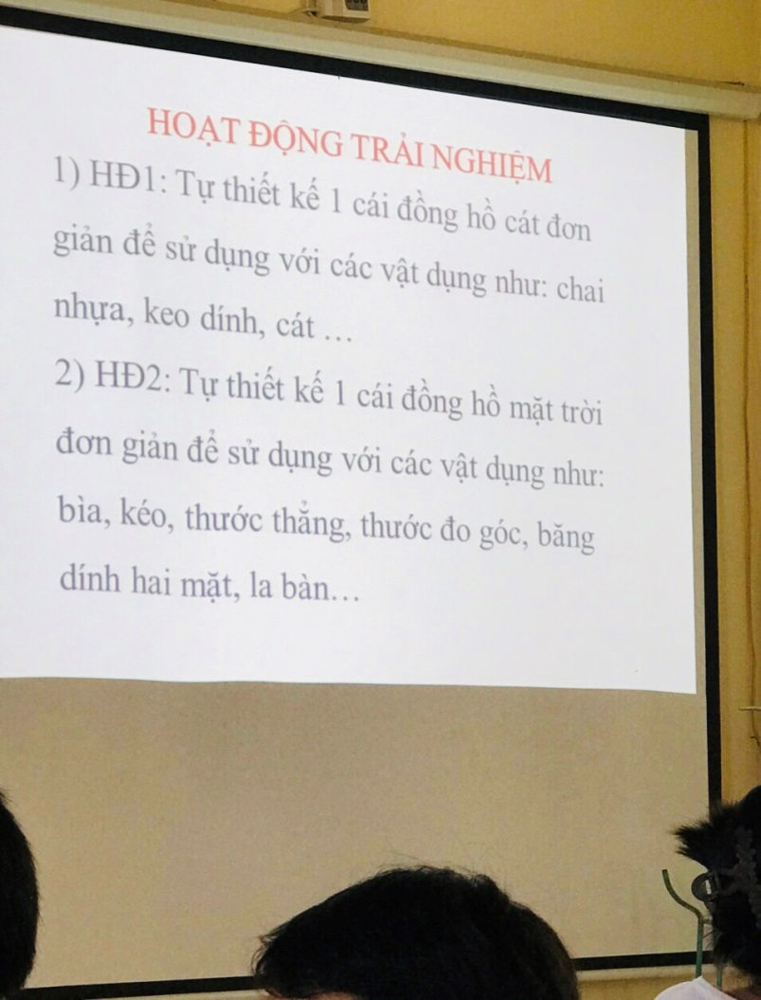 HOẠT ĐỘNG TRẢI NGHIỆM
1) HĐ1: Tự thiết kế 1 cái đồng hồ cát đơn
giản để sử dụng với các vật dụng như: chai
nhựa, keo dính, cát ...
2) HĐ2: Tự thiết kế 1 cái đồng hồ mặt trời
đơn giản để sử dụng với các vật dụng như:
bìa, kéo, thước thẳng, thước đo góc, băng
dính hai mặt, la bàn...